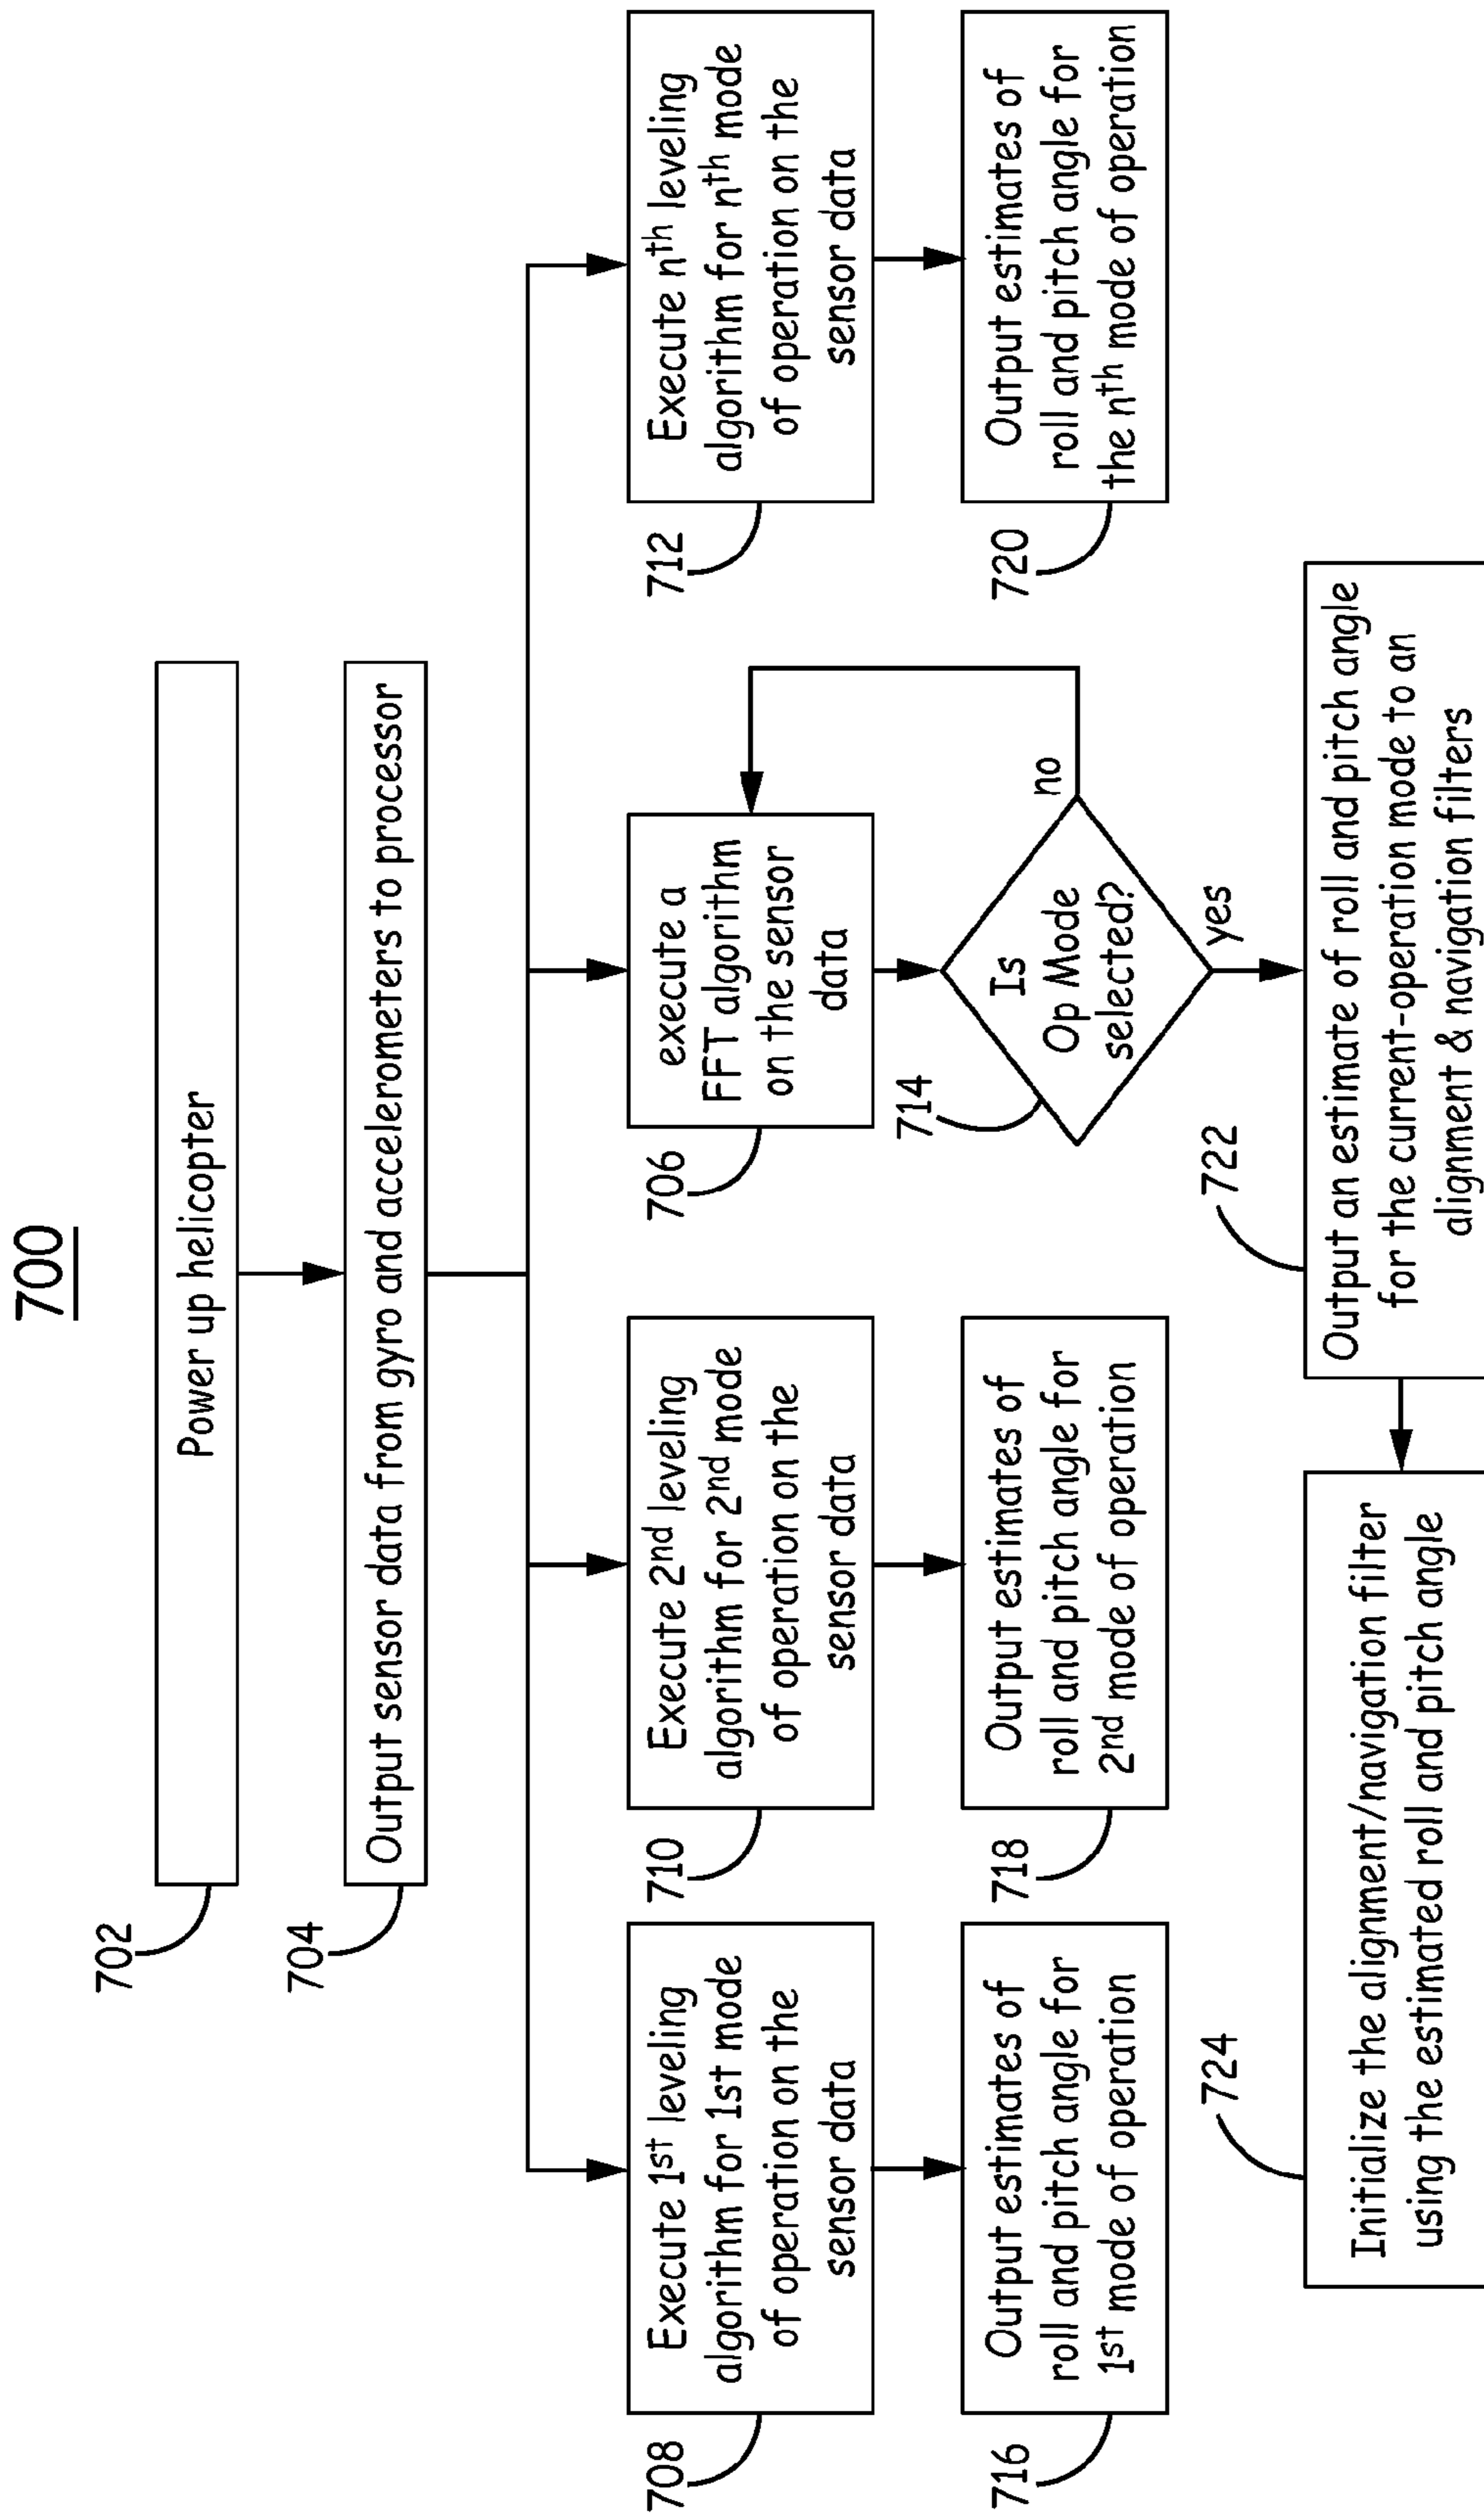 700
702
Power up helicopter
704
Output sensor data from gyro and accelerometers to processor
708
Execute 1st leveling
algorithm for 1st mode
of operation on the
sensor data
710
Execute 2nd leveling
algorithm for 2nd mode
of operation on the
sensor data
706
execute a
FFT algorithm
on the sensor
data
712
Execute nth leveling
algorithm for nth mode
of operation on the
sensor data
716
Output estimates of
roll and pitch angle for
1st mode of operation
718
Output estimates of
roll and pitch angle for
2nd mode of operation
714
Is
Op Mode
selected?
no
yes
720
Output estimates of
roll and pitch angle for
the nth mode of operation
724
Initialize the alignment/navigation filter
using the estimated roll and pitch angle
722
Output an estimate of roll and pitch angle
for the current-operation mode to an
alignment & navigation filters